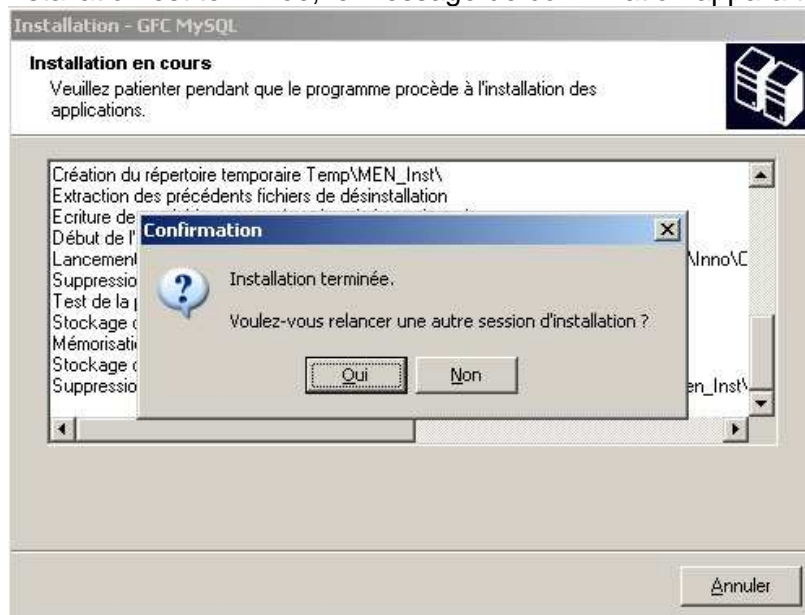 Installation - GFC MySQL
Installation en cours
Veuillez patienter pendant que le programme procède à l'installation des
applications.
Création du répertoire temporaire Temp\MEN_Inst\
Extraction des précédents fichiers de désinstallation
Ecriture de
Début de l'
Lancement \Inno\C
Suppressio
Test de la
Stockage
Mémorisati
Stockage
Suppressio en_Inst\
Confirmation
Installation terminée.
Voulez-vous relancer une autre session d'installation ?
Oui Non
Annuler